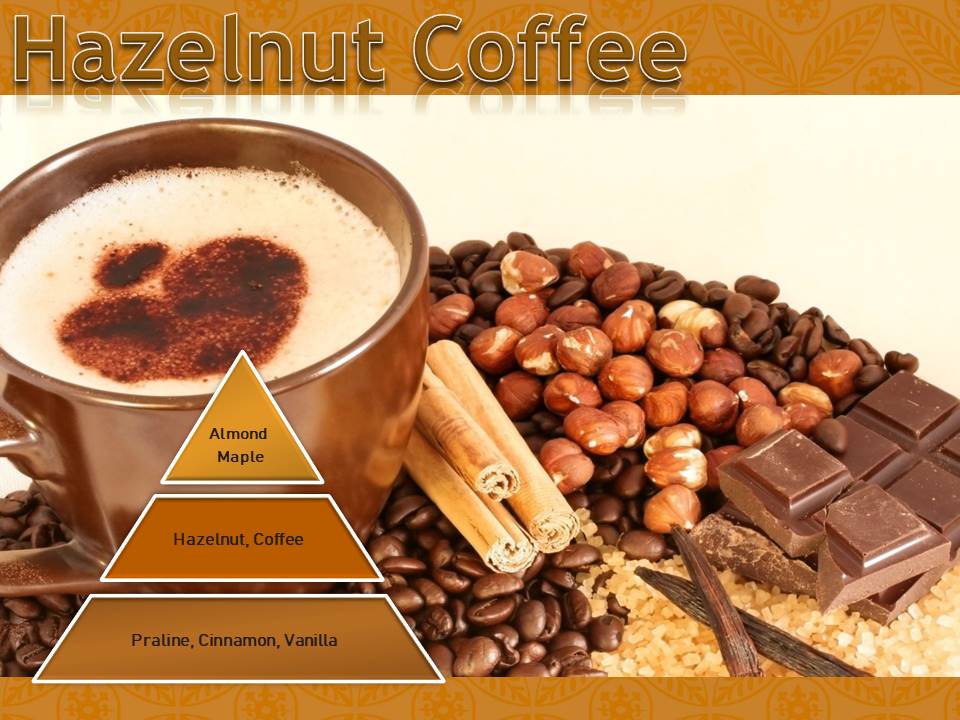 Hazelnut Coffee
Almond
Maple
Hazelnut, Coffee
Praline, Cinnamon, Vanilla